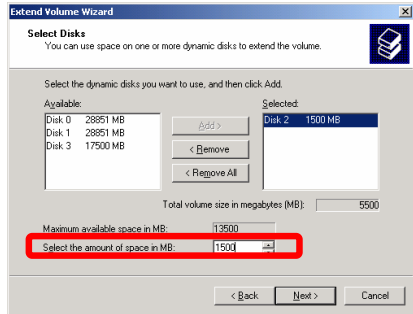 Extend Volume Wizard
Select Disks
You can use space on one or more dynamic disks to extend the volume.
Select the dynamic disks you want to use, and then click Add.
Available:
Selected:
Disk 0 28851 MB
Disk 1 28851 MB
Disk 3 17500 MB
Add >
< Remove
< Remove All
Disk 2 1500 MB
Total volume size in megabytes (MB): 5500
Maximum available space in MB: 13500
Select the amount of space in MB: 1500
< Back
Next >
Cancel